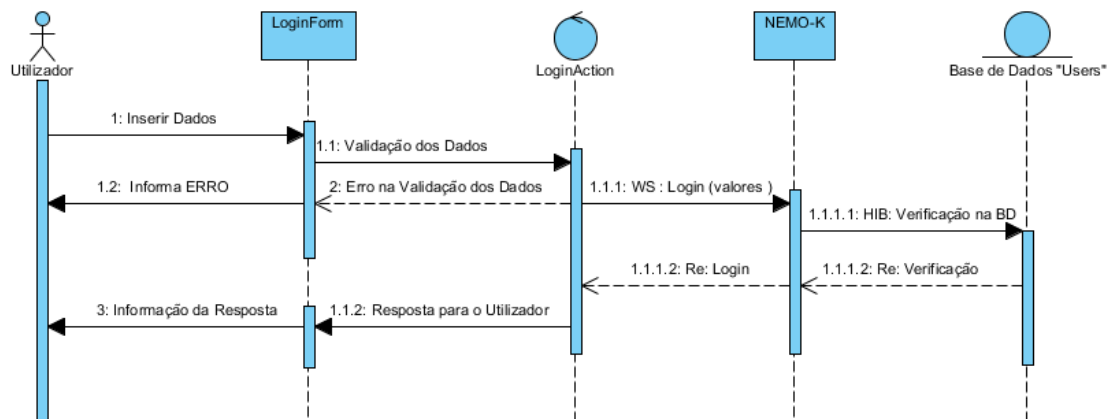 LoginForm
NEMO-K
Utilizador
LoginAction
Base de Dados "Users"
1: Inserir Dados
1.1: Validação dos Dados
1.2: Informa ERRO
2: Erro na Validação dos Dados
1.1.1: WS : Login (valores )
1.1.1.1: HIB: Verificação na BD
1.1.1.2: Re: Login
1.1.1.2: Re: Verificação
3: Informação da Resposta
1.1.2: Resposta para o Utilizador